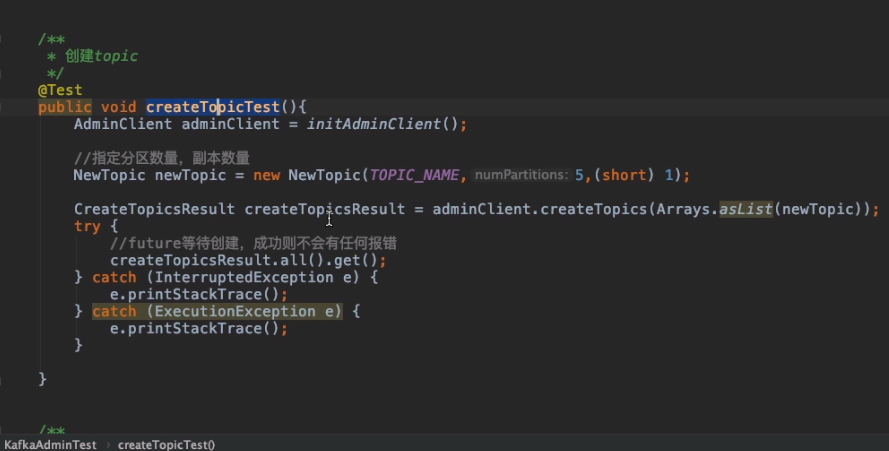 /**
 * 创建topic
 */
@Test
public void createTopicTest(){
AdminClient adminClient = initAdminClient();
//指定分区数量，副本数量
NewTopic newTopic = new NewTopic(TOPIC_NAME, numPartitions: 5,(short) 1);
CreateTopicsResult createTopicsResult = adminClient.createTopics(Arrays.asList(newTopic));
try {
//future等待创建，成功则不会有任何报错
createTopicsResult.all().get();
} catch (InterruptedException e) {
e.printStackTrace();
} catch (ExecutionException e) {
e.printStackTrace();
}
}
/**
KafkaAdminTest › createTopicTest()